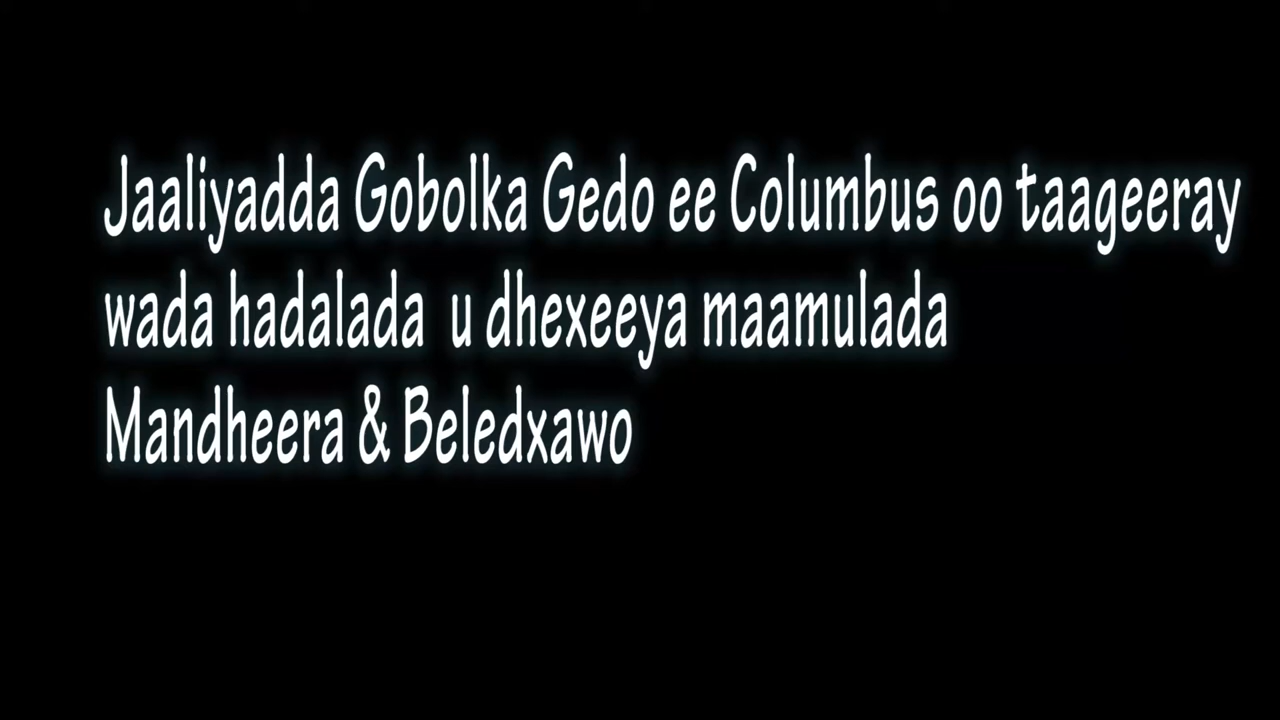 Jaaliyadda Gobolka Gedo ee Columbus oo taageeray
wada hadalada u dhexeeya maamulada
Mandheera & Beledxawo